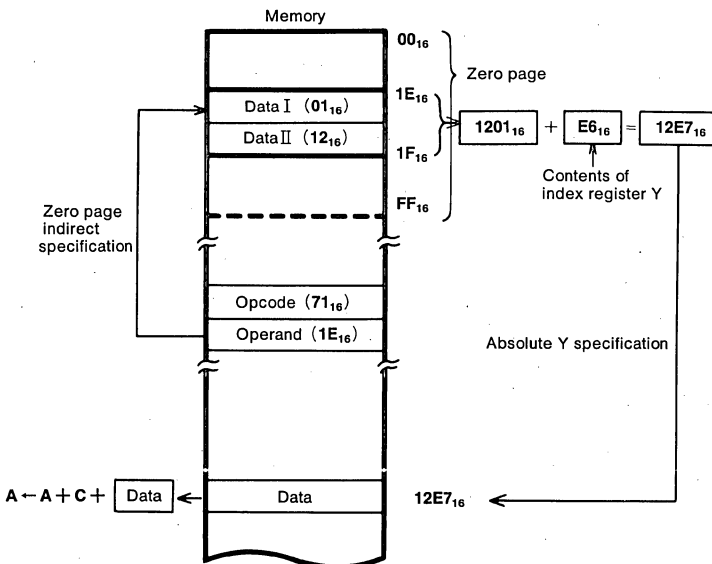 Memory
00₁₆
Zero page
1E₁₆
Data I (01₁₆)
Data II (12₁₆)
1F₁₆
1201₁₆ + E6₁₆ = 12E7₁₆
Contents of
index register Y
FF₁₆
Zero page
indirect
specification
Opcode (71₁₆)
Operand (1E₁₆)
Absolute Y specification
A ← A + C + Data
Data
12E7₁₆